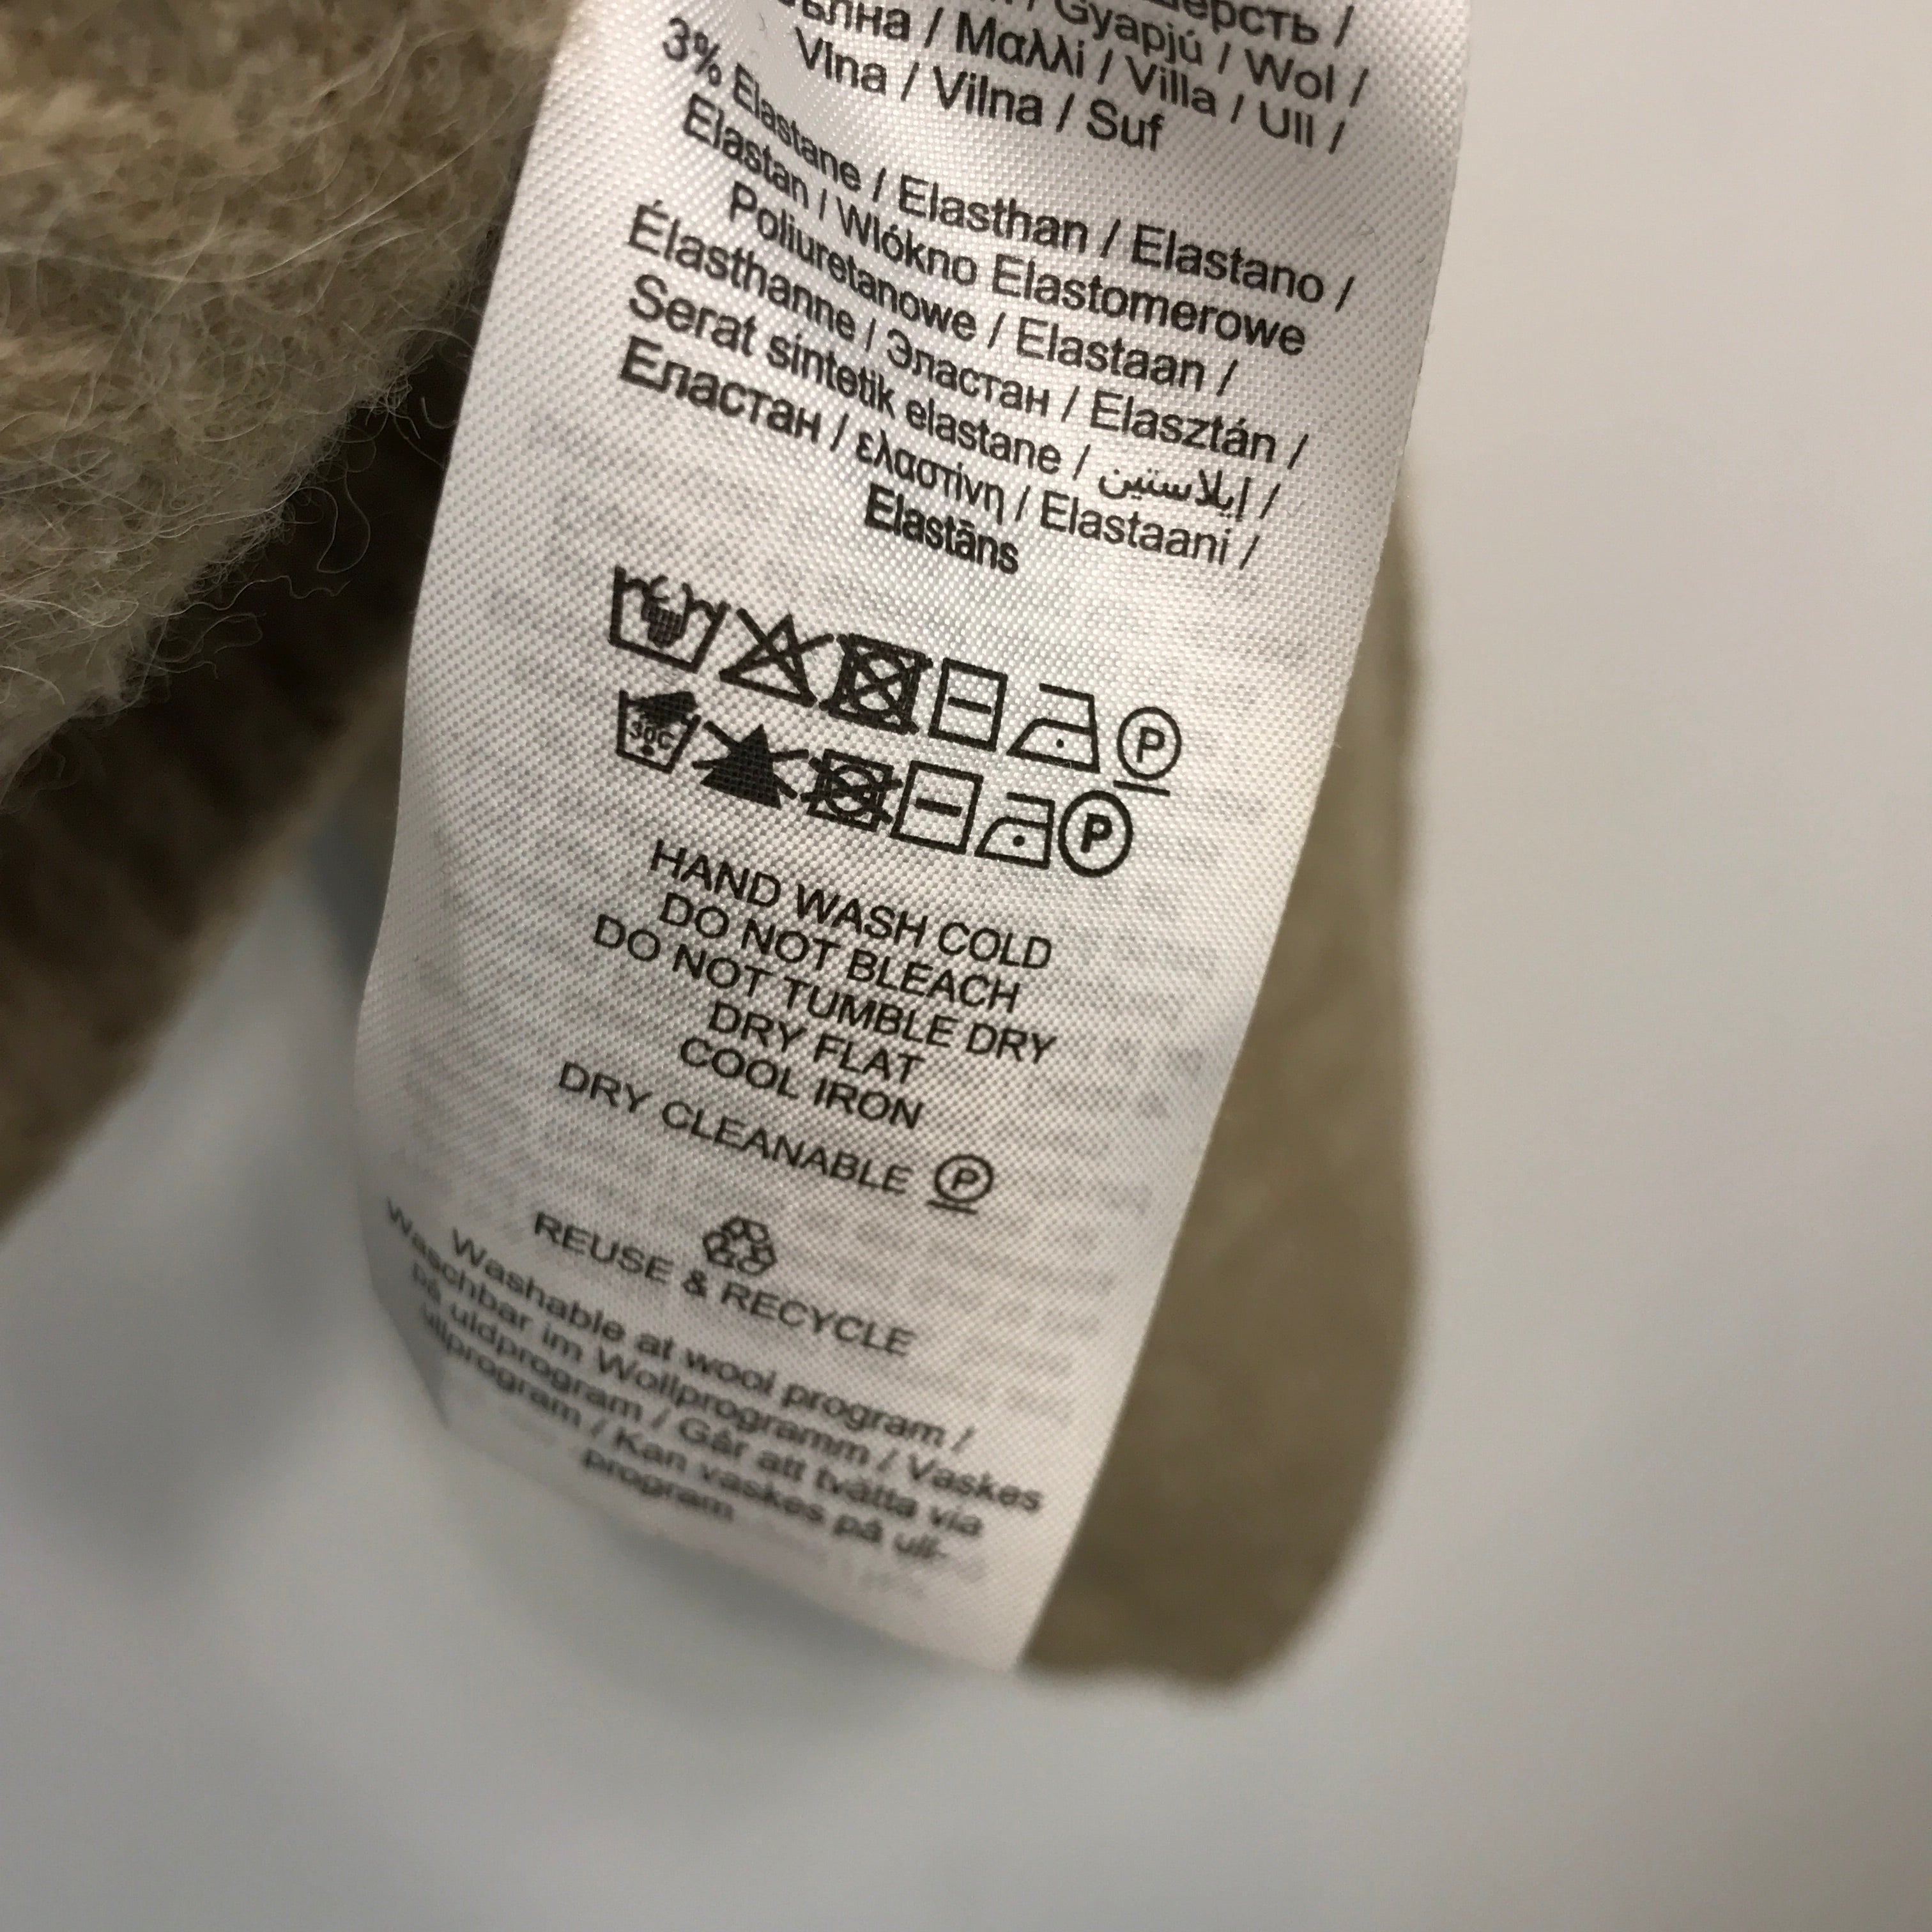 / Gyapjú / Wol /
/ Μαλλί / Villa / Ull /
Vlna / Vilna / Suf
3% Elastane / Elasthan / Elastano /
Elastan / Wlókno Elastomerowe
Poliuretanowe / Elastaan /
Élasthanne / Эластан / Elasztán /
Serat sintetik elastane / إيلاستين /
Еластан / ελαστίνη / Elastaani /
Elastāns
P
30C P
HAND WASH COLD
DO NOT BLEACH
DO NOT TUMBLE DRY
DRY FLAT
COOL IRON
DRY CLEANABLE P
REUSE & RECYCLE
Washable at wool program /
Waschbar im Wollprogramm / Vaskes
på uldprogram / Går att tvätta via
ullprogram / Kan vaskes på ull-
program